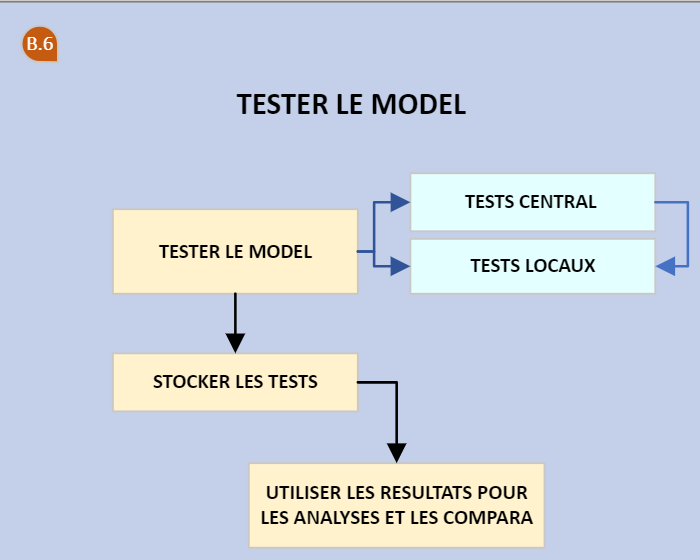 B.6
TESTER LE MODEL
TESTS CENTRAL
TESTER LE MODEL
TESTS LOCAUX
STOCKER LES TESTS
UTILISER LES RESULTATS POUR
LES ANALYSES ET LES COMPARA